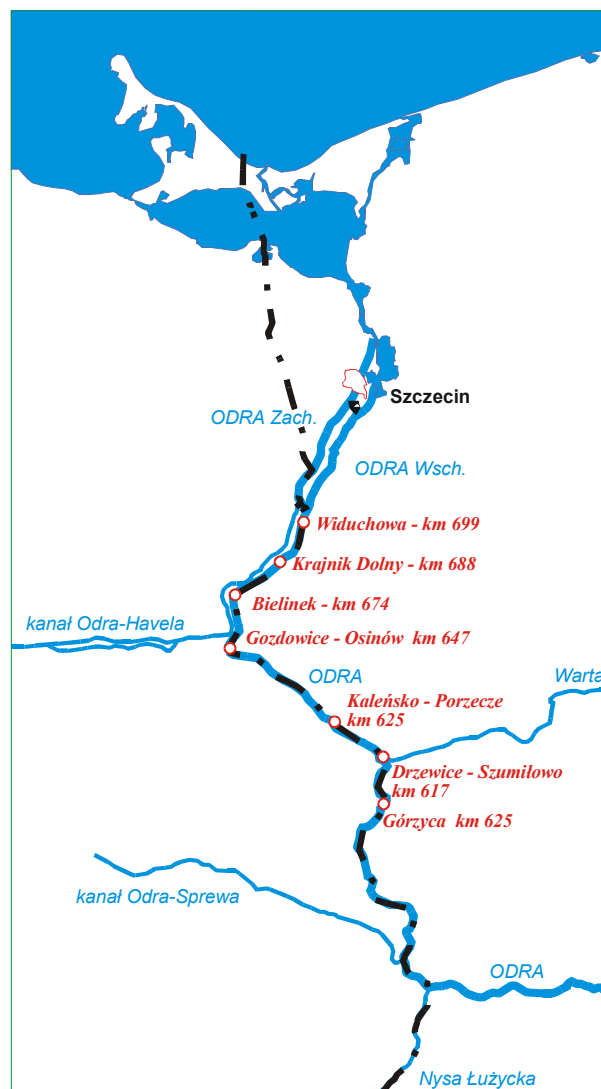 Szczecin
ODRA Zach.
ODRA Wsch.
Widuchowa - km 699
Krajnik Dolny - km 688
Bielinek - km 674
kanał Odra-Havela
Gozdowice - Osinów km 647
ODRA
Warta
Kaleńsko - Porzecze
km 625
Drzewice - Szumiłowo
km 617
Górzyca km 625
kanał Odra-Sprewa
ODRA
Nysa Łużycka